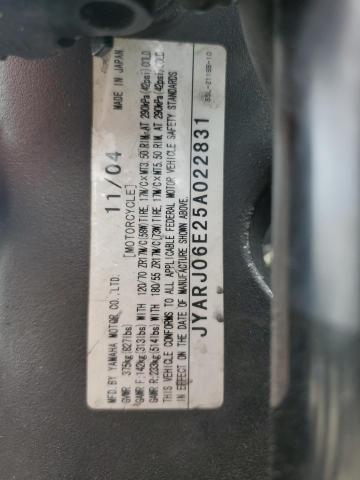 MFD. BY YAMAHA MOTOR CO., LTD. 11/04 MADE IN JAPAN
GVWR: 375kg(827lbs) [MOTORCYCLE]
GAWR F:142kg(313lbs) WITH 120/70 ZR17M/C(58W)TIRE, 17M/C×MT3.50 RIM, AT 290kPa(42psi)COLD
GAWR R:233kg(514lbs) WITH 180/55 ZR17M/C(73W)TIRE, 17M/C×MT5.50 RIM, AT 290kPa(42psi)COLD
THIS VEHICLE CONFORMS TO ALL APPLICABLE FEDERAL MOTOR VEHICLE SAFETY STANDARDS
IN EFFECT ON THE DATE OF MANUFACTURE SHOWN ABOVE.
JYARJ06E25A022831